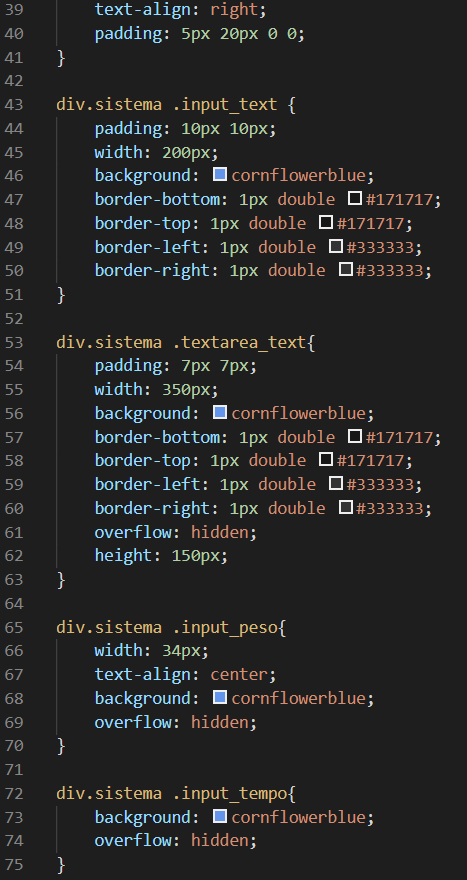 39 text-align: right;
40 padding: 5px 20px 0 0;
41 }
42
43 div.sistema .input_text {
44 padding: 10px 10px;
45 width: 200px;
46 background: cornflowerblue;
47 border-bottom: 1px double #171717;
48 border-top: 1px double #171717;
49 border-left: 1px double #333333;
50 border-right: 1px double #333333;
51 }
52
53 div.sistema .textarea_text{
54 padding: 7px 7px;
55 width: 350px;
56 background: cornflowerblue;
57 border-bottom: 1px double #171717;
58 border-top: 1px double #171717;
59 border-left: 1px double #333333;
60 border-right: 1px double #333333;
61 overflow: hidden;
62 height: 150px;
63 }
64
65 div.sistema .input_peso{
66 width: 34px;
67 text-align: center;
68 background: cornflowerblue;
69 overflow: hidden;
70 }
71
72 div.sistema .input_tempo{
73 background: cornflowerblue;
74 overflow: hidden;
75 }